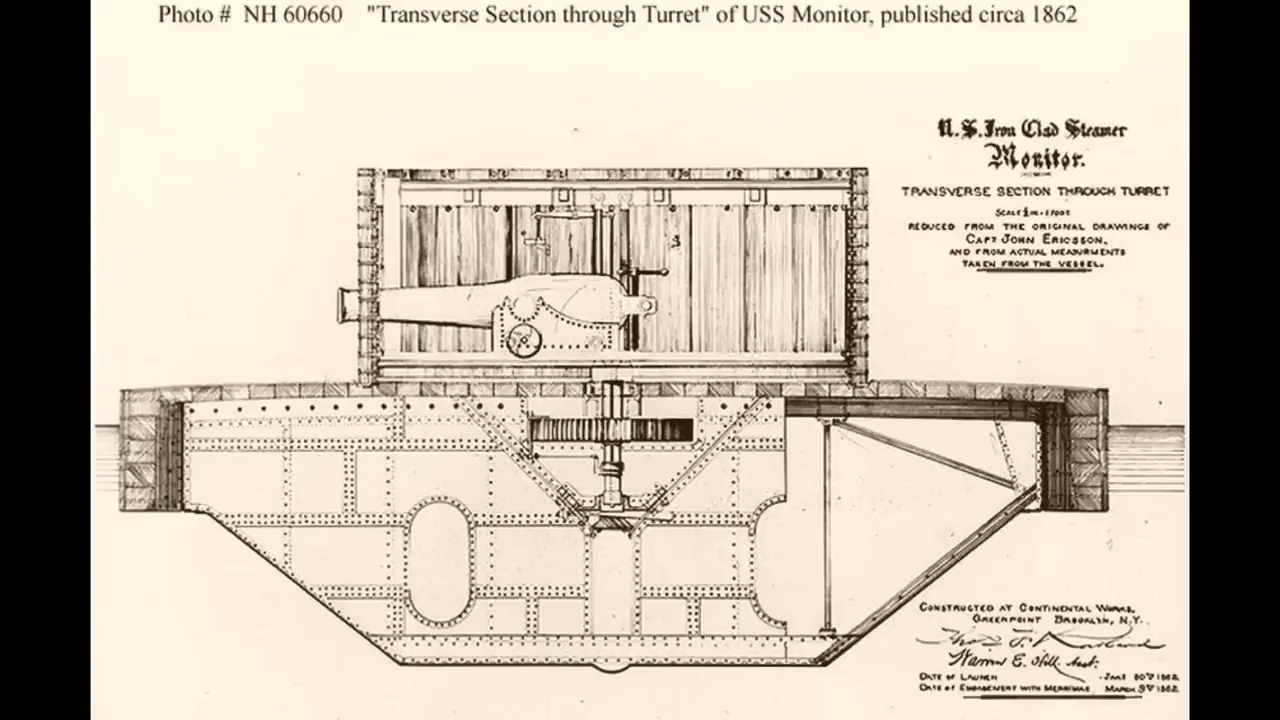 Photo # NH 60660 "Transverse Section through Turret" of USS Monitor, published circa 1862
U.S. Iron Clad Steamer
Monitor.
TRANSVERSE SECTION THROUGH TURRET
REDUCED FROM THE ORIGINAL DRAWINGS OF
CAPT JOHN ERICSSON,
AND FROM ACTUAL MEASURMENTS
TAKEN FROM THE VESSEL.
CONSTRUCTED AT CONTINENTAL WORKS,
GREENPOINT BROOKLYN, N.Y.
DATE OF LAUNCH
DATE OF ENGAGEMENT WITH MERRIMAC MARCH 9TH 1862